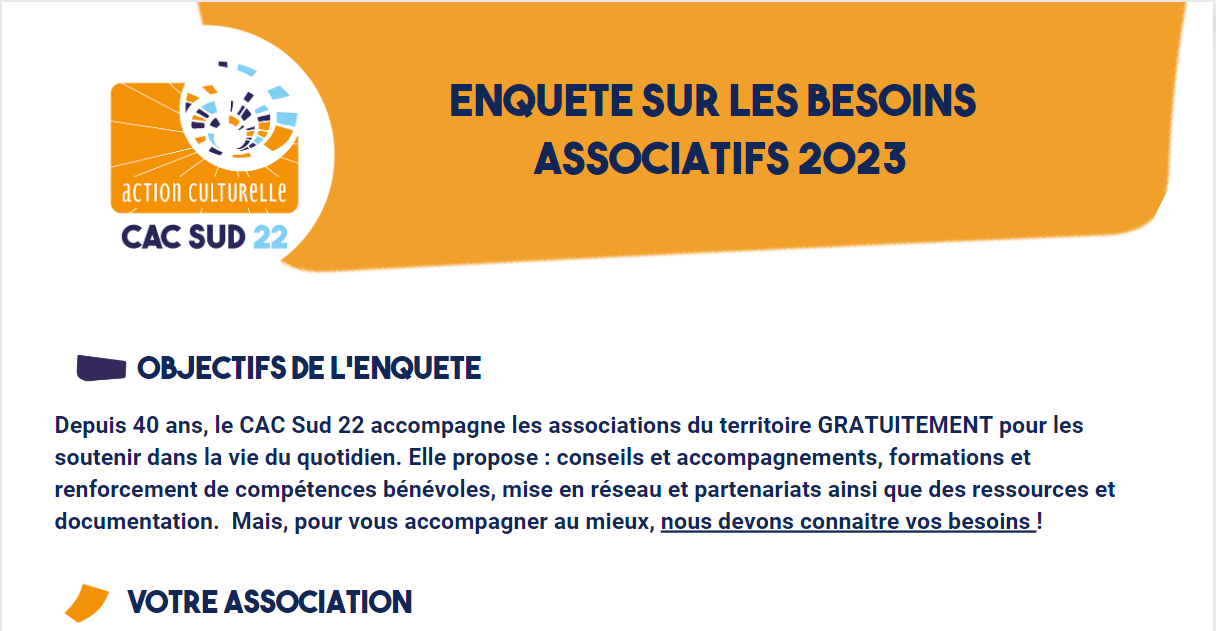 ENQUETE SUR LES BESOINS
ASSOCIATIFS 2023
action culturelle
CAC SUD 22
OBJECTIFS DE L'ENQUETE
Depuis 40 ans, le CAC Sud 22 accompagne les associations du territoire GRATUITEMENT pour les
soutenir dans la vie du quotidien. Elle propose : conseils et accompagnements, formations et
renforcement de compétences bénévoles, mise en réseau et partenariats ainsi que des ressources et
documentation.  Mais, pour vous accompagner au mieux, nous devons connaitre vos besoins !
VOTRE ASSOCIATION